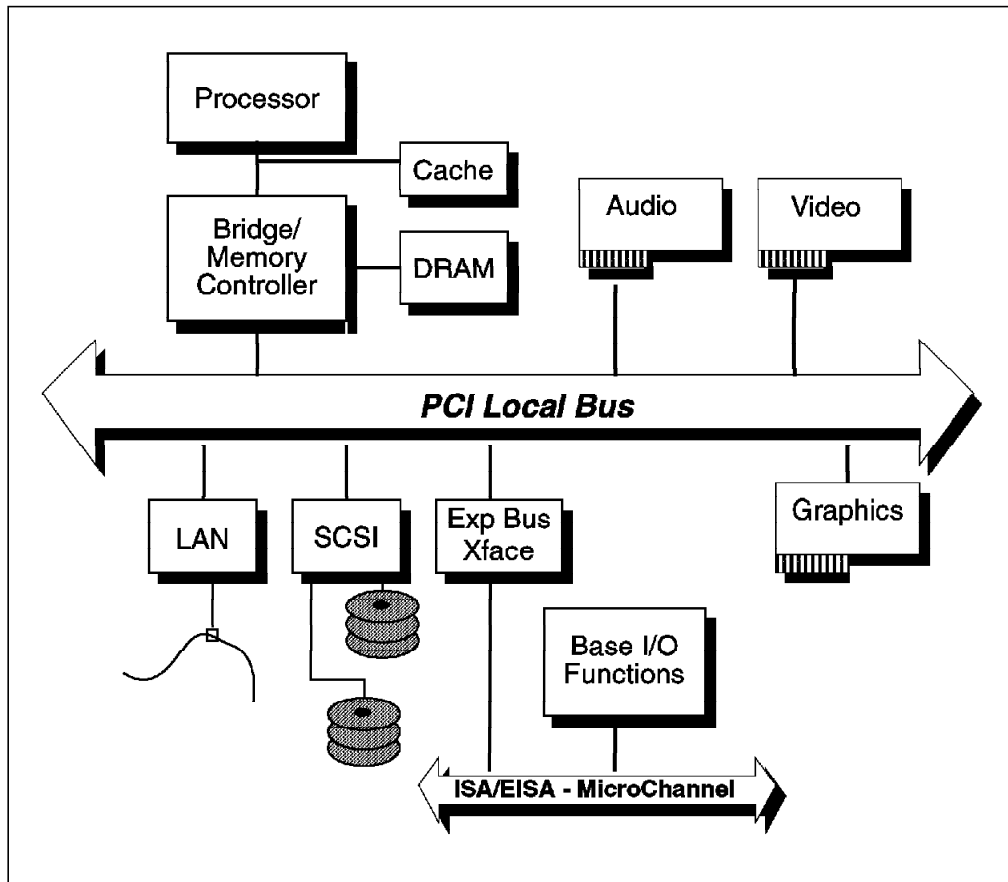 Processor
Cache
Bridge/
Memory
Controller
DRAM
Audio
Video
PCI Local Bus
LAN
SCSI
Exp Bus
Xface
Graphics
Base I/O
Functions
ISA/EISA - MicroChannel